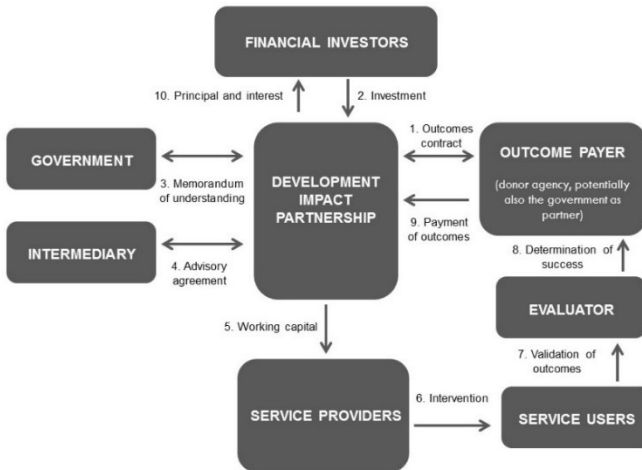 FINANCIAL INVESTORS
10. Principal and interest
2. Investment
1. Outcomes
contract
GOVERNMENT
3. Memorandum
of understanding
DEVELOPMENT
IMPACT
PARTNERSHIP
OUTCOME PAYER
(donor agency, potentially
also the government as
partner)
9. Payment
of outcomes
INTERMEDIARY
4. Advisory
agreement
8. Determination of
success
EVALUATOR
5. Working capital
7. Validation of
outcomes
6. Intervention
SERVICE PROVIDERS
SERVICE USERS